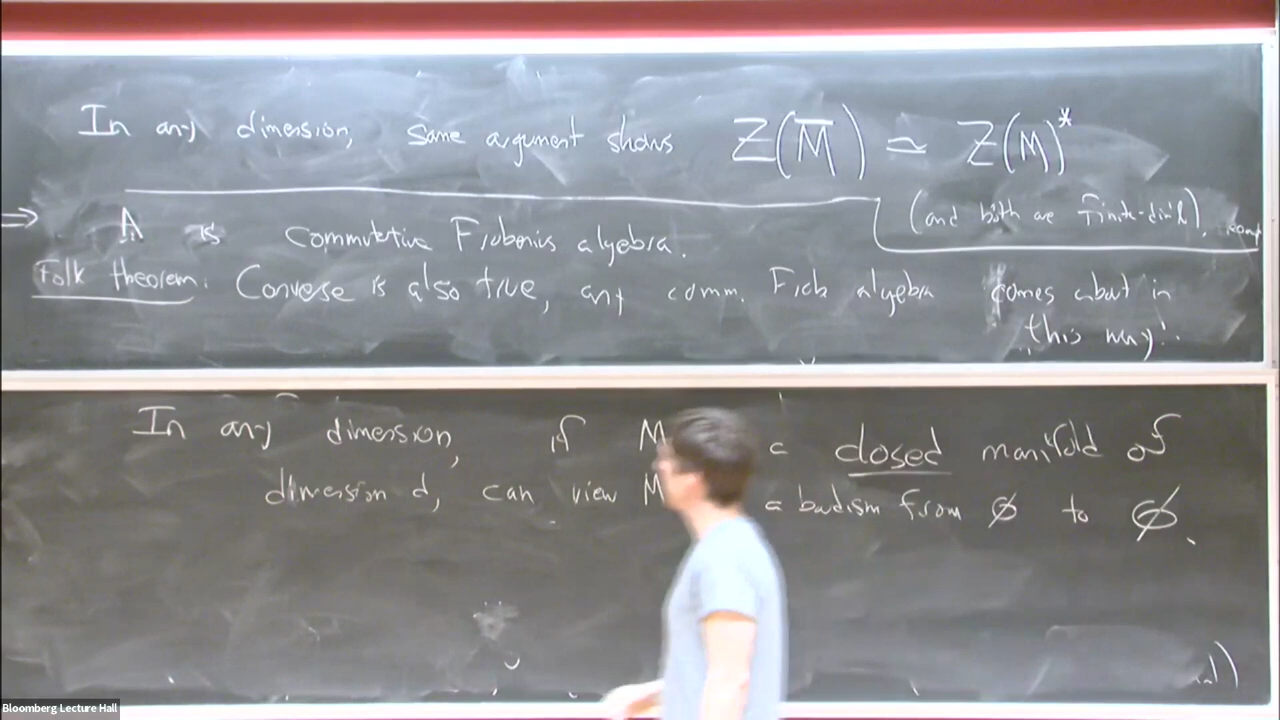 In any dimension, same argument shows Z(M̅) ≃ Z(M)*
(and both are finite-dim'l),
⇒ A is commutative Frobenius algebra.
Folk theorem: Converse is also true, any comm. Frob algebra comes about in
this way!
In any dimension, if M a closed manifold of
dimension d, can view M a bordism from ∅ to ∅.
Bloomberg Lecture Hall